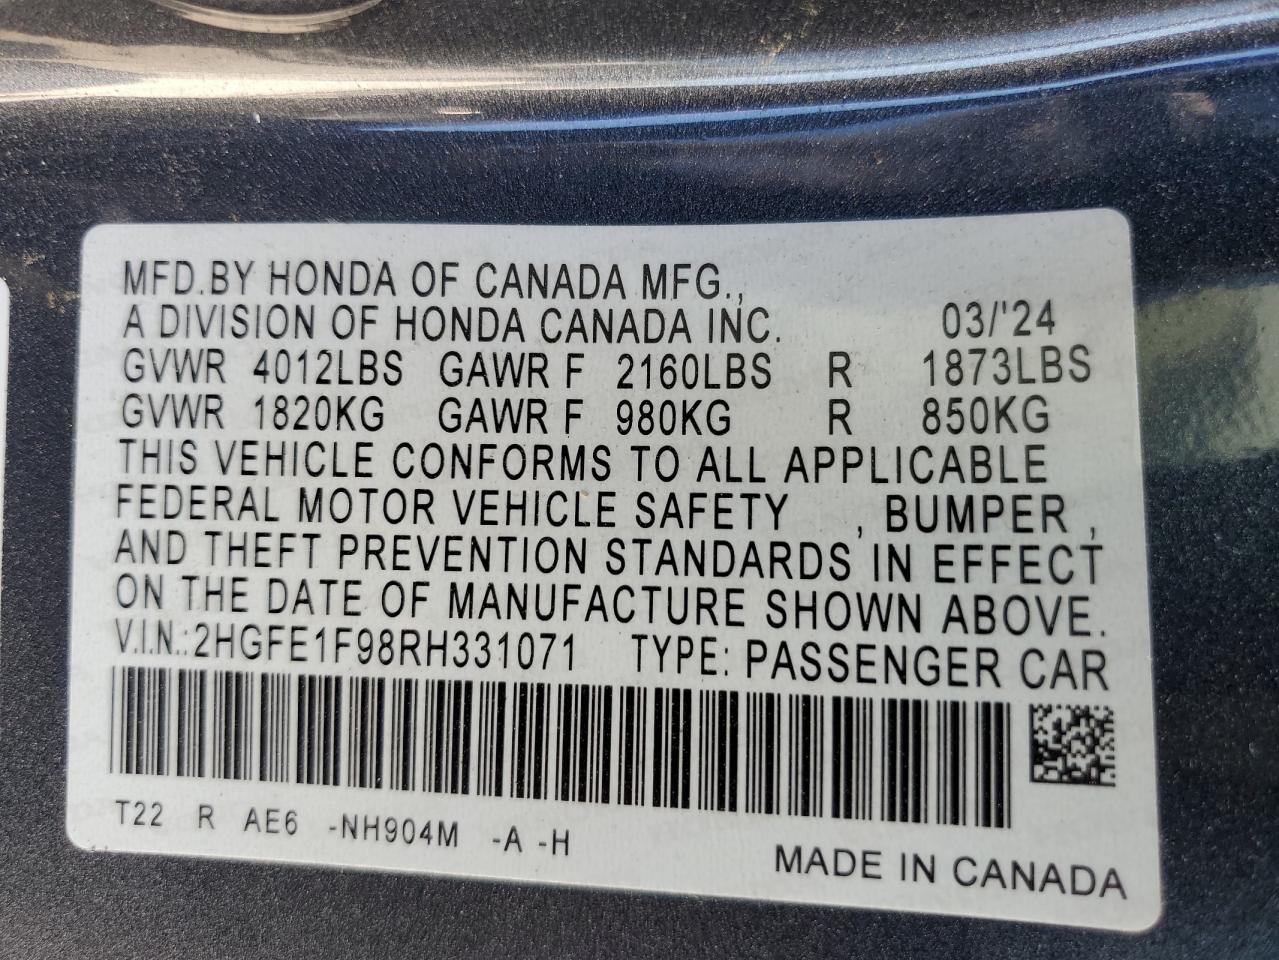 MFD.BY HONDA OF CANADA MFG.,
A DIVISION OF HONDA CANADA INC. 03/'24
GVWR 4012LBS GAWR F 2160LBS R 1873LBS
GVWR 1820KG GAWR F 980KG R 850KG
THIS VEHICLE CONFORMS TO ALL APPLICABLE
FEDERAL MOTOR VEHICLE SAFETY , BUMPER ,
AND THEFT PREVENTION STANDARDS IN EFFECT
ON THE DATE OF MANUFACTURE SHOWN ABOVE.
V.I.N.:2HGFE1F98RH331071 TYPE: PASSENGER CAR
T22 R AE6 -NH904M -A -H
MADE IN CANADA